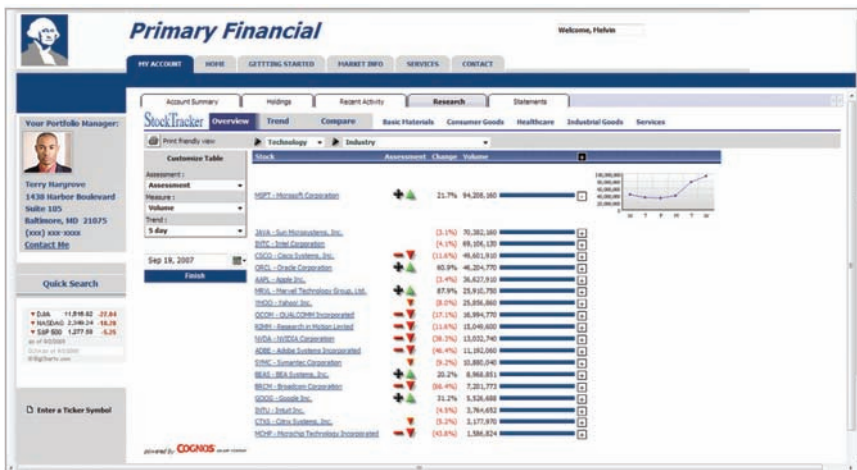 Primary Financial
Welcome, Melvin
MY ACCOUNT HOME GETTTING STARTED MARKET INFO SERVICES CONTACT
Account Summary Holdings Recent Activity Research Statements
Your Portfolio Manager:
StockTracker Overview Trend Compare Basic Materials Consumer Goods Healthcare Industrial Goods Services
Print friendly view Technology Industry
Customize Table
Stock Assessment Change Volume
Assessment :
Assessment
Measure :
Volume
Trend :
5 day
Sep 19, 2007
Finish
Terry Hargrove
1438 Harbor Boulevard
Suite 105
Baltimore, MD 21075
(xxx) xxx-xxxx
Contact Me
MSFT - Microsoft Corporation 21.7% 94,208,160
JAVA - Sun Microsystems, Inc. (3.1%) 70,382,160
INTC - Intel Corporation (4.1%) 69,106,130
CSCO - Cisco Systems, Inc. (11.6%) 49,601,910
ORCL - Oracle Corporation 60.9% 46,204,770
AAPL - Apple Inc. (3.4%) 36,627,910
MRVL - Marvel Technology Group, Ltd. 87.9% 25,910,750
YHOO - Yahoo! Inc. (8.0%) 25,856,860
QCOM - QUALCOMM Incorporated (17.1%) 16,994,770
RIMM - Research in Motion Limited (11.6%) 15,049,600
NVDA - NVIDIA Corporation (38.3%) 13,032,740
ADBE - Adobe Systems Incorporated (46.4%) 11,192,060
SYMC - Symantec Corporation (9.2%) 10,880,040
BEAS - BEA Systems, Inc. 20.2% 8,968,851
BRCM - Broadcom Corporation (66.4%) 7,201,773
GOOG - Google Inc. 31.2% 5,526,688
INTU - Intuit Inc. (4.5%) 3,764,652
CTXS - Citrix Systems, Inc. (5.2%) 3,177,970
MCHP - Microchip Technology Incorporated (43.8%) 1,586,824
Quick Search
DJIA
NASDAQ
S&P 500
Enter a Ticker Symbol
powered by COGNOS